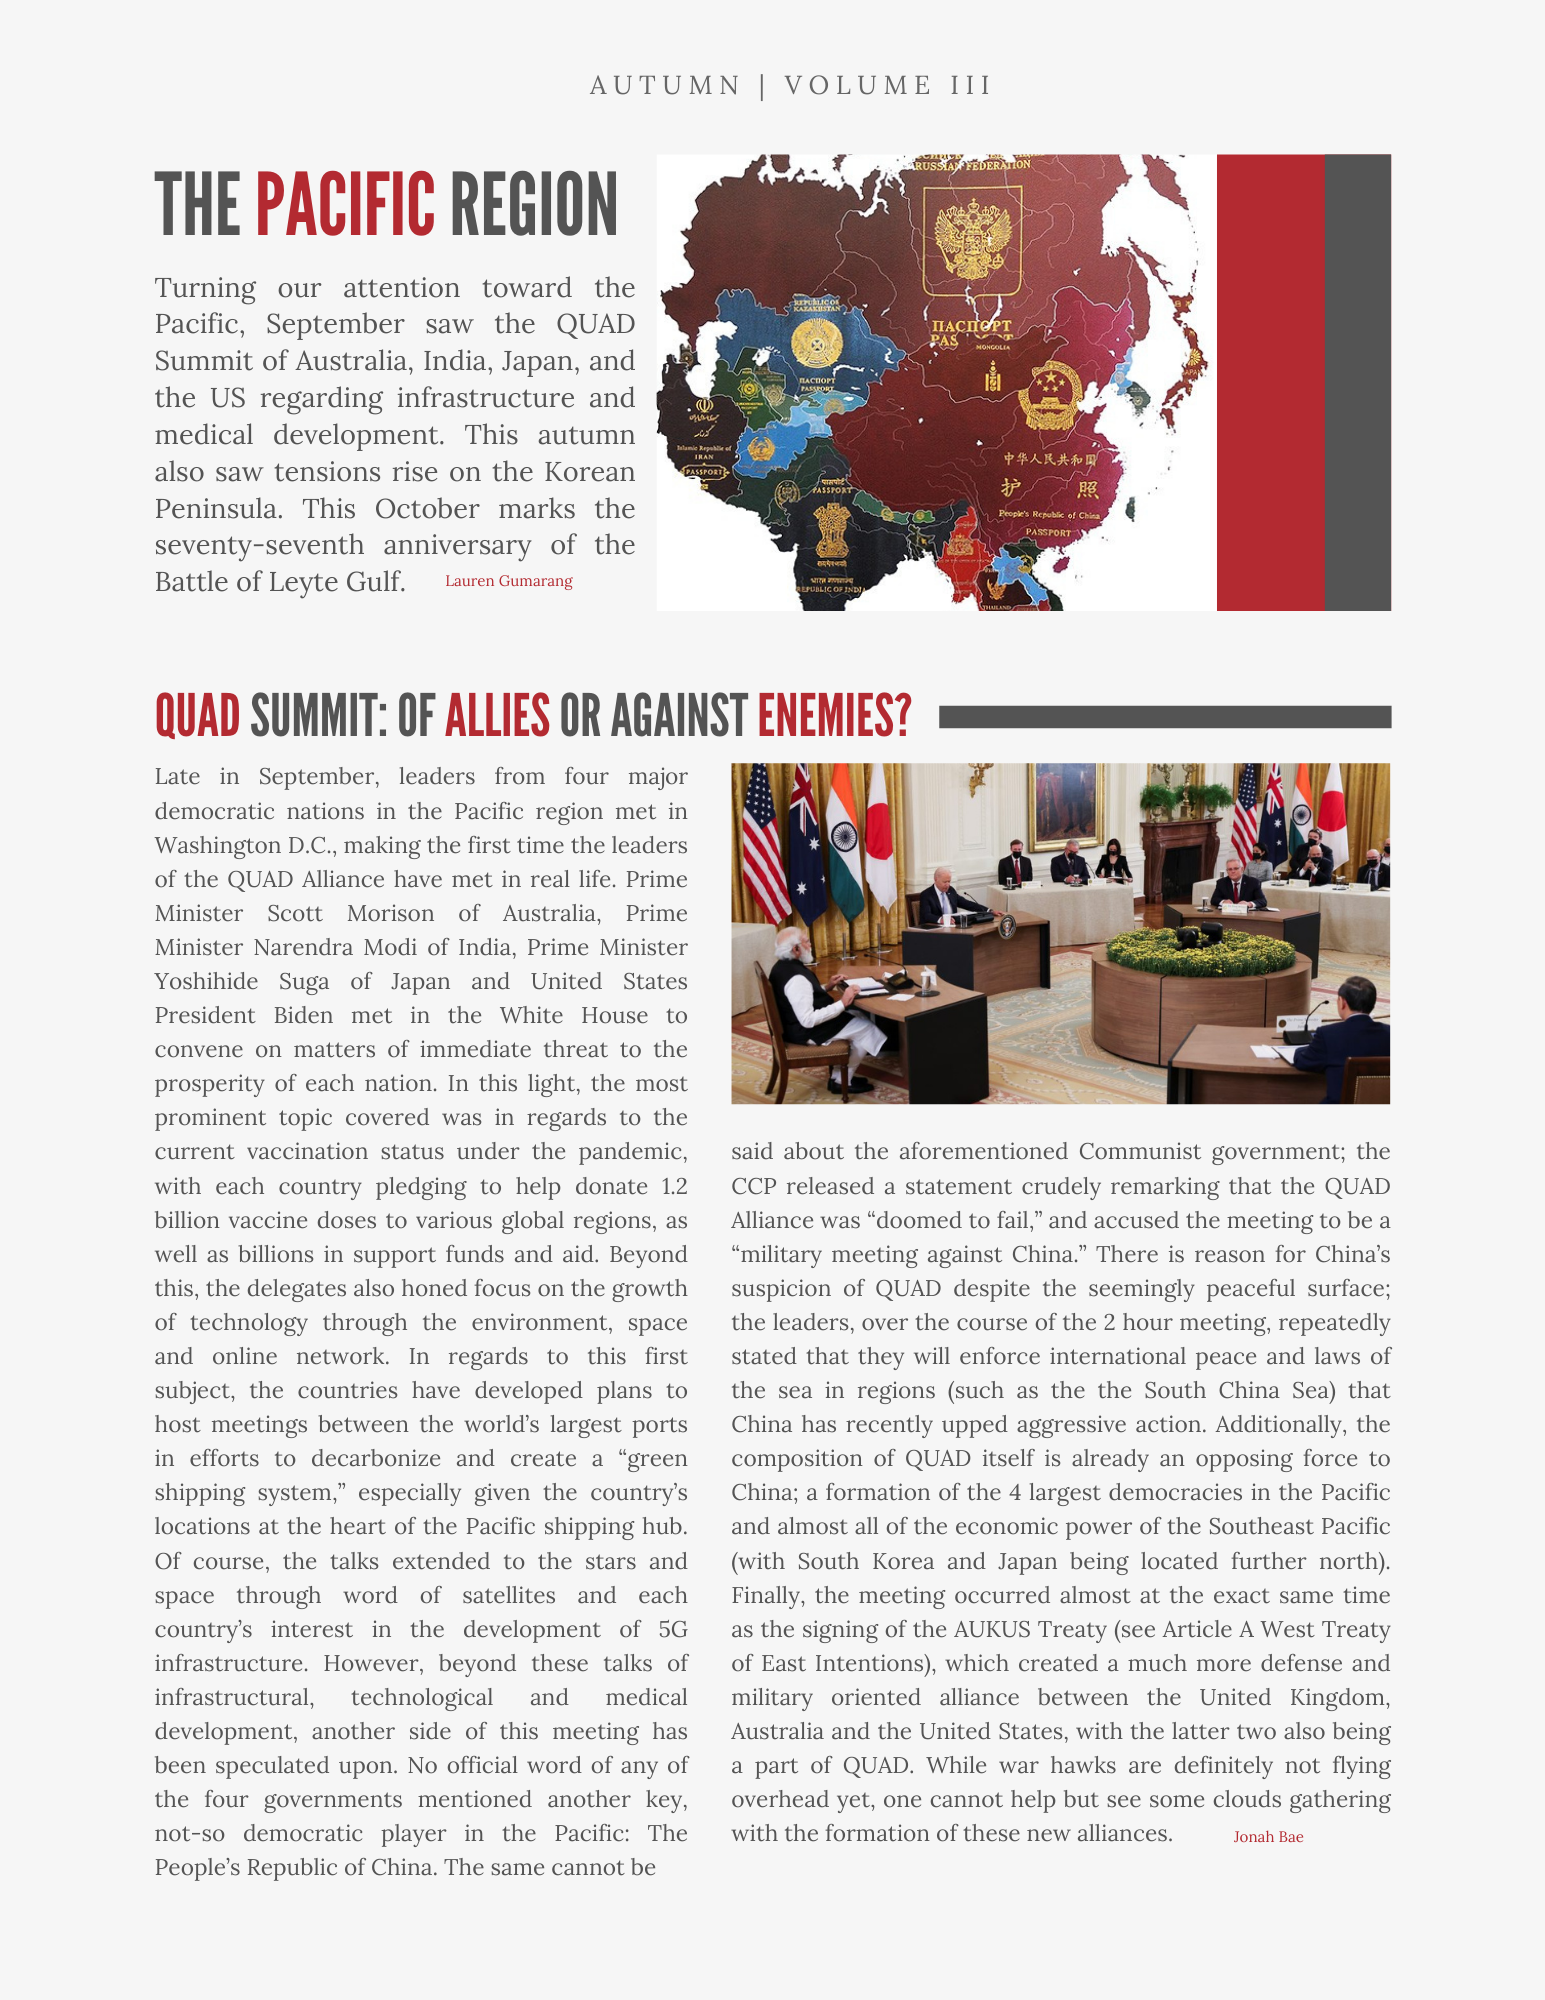 AUTUMN | VOLUME III
THE PACIFIC REGION
Turning our attention toward the
Pacific, September saw the QUAD
Summit of Australia, India, Japan, and
the US regarding infrastructure and
medical development. This autumn
also saw tensions rise on the Korean
Peninsula. This October marks the
seventy-seventh anniversary of the
Battle of Leyte Gulf. Lauren Gumarang
RUSSIAN FEDERATION
REPUBLIC OF
KAZAKHSTAN
ПАСПОРТ
PASSPORT
ПАСПОРТ
PAS
MONGOLIA
Islamic Republic of
IRAN
PASSPORT
PASSPORT
REPUBLIC OF INDIA
中华人民共和国
护 照
People's Republic of China
PASSPORT
THAILAND
QUAD SUMMIT: OF ALLIES OR AGAINST ENEMIES?
Late in September, leaders from four major
democratic nations in the Pacific region met in
Washington D.C., making the first time the leaders
of the QUAD Alliance have met in real life. Prime
Minister Scott Morison of Australia, Prime
Minister Narendra Modi of India, Prime Minister
Yoshihide Suga of Japan and United States
President Biden met in the White House to
convene on matters of immediate threat to the
prosperity of each nation. In this light, the most
prominent topic covered was in regards to the
current vaccination status under the pandemic,
with each country pledging to help donate 1.2
billion vaccine doses to various global regions, as
well as billions in support funds and aid. Beyond
this, the delegates also honed focus on the growth
of technology through the environment, space
and online network. In regards to this first
subject, the countries have developed plans to
host meetings between the world's largest ports
in efforts to decarbonize and create a “green
shipping system,” especially given the country's
locations at the heart of the Pacific shipping hub.
Of course, the talks extended to the stars and
space through word of satellites and each
country's interest in the development of 5G
infrastructure. However, beyond these talks of
infrastructural, technological and medical
development, another side of this meeting has
been speculated upon. No official word of any of
the four governments mentioned another key,
not-so democratic player in the Pacific: The
People's Republic of China. The same cannot be
said about the aforementioned Communist government; the
CCP released a statement crudely remarking that the QUAD
Alliance was “doomed to fail,” and accused the meeting to be a
“military meeting against China.” There is reason for China's
suspicion of QUAD despite the seemingly peaceful surface;
the leaders, over the course of the 2 hour meeting, repeatedly
stated that they will enforce international peace and laws of
the sea in regions (such as the the South China Sea) that
China has recently upped aggressive action. Additionally, the
composition of QUAD itself is already an opposing force to
China; a formation of the 4 largest democracies in the Pacific
and almost all of the economic power of the Southeast Pacific
(with South Korea and Japan being located further north).
Finally, the meeting occurred almost at the exact same time
as the signing of the AUKUS Treaty (see Article A West Treaty
of East Intentions), which created a much more defense and
military oriented alliance between the United Kingdom,
Australia and the United States, with the latter two also being
a part of QUAD. While war hawks are definitely not flying
overhead yet, one cannot help but see some clouds gathering
with the formation of these new alliances. Jonah Bae